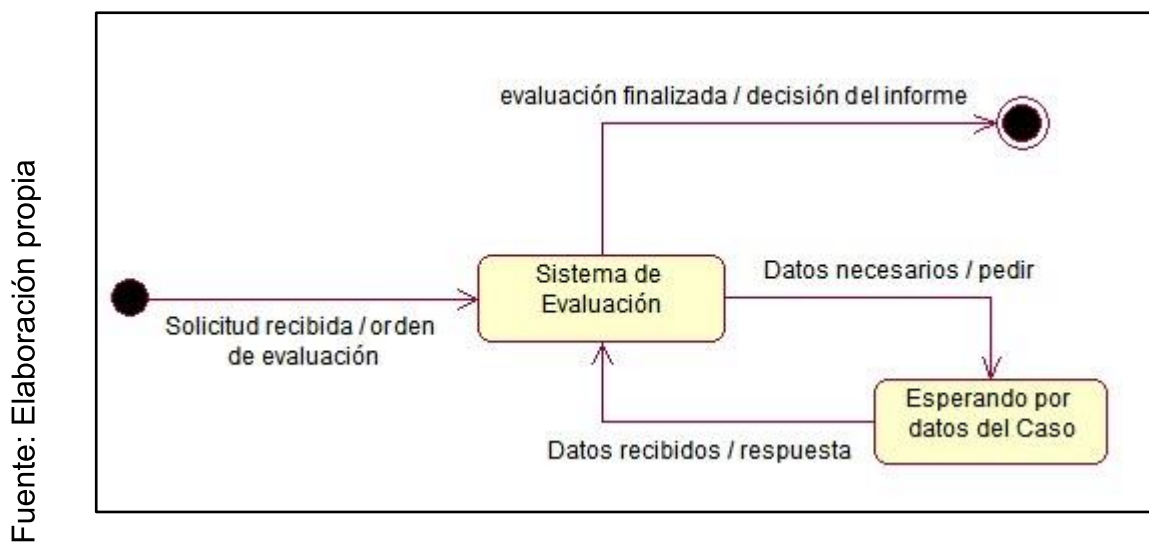 evaluación finalizada / decisión del informe
Sistema de
Evaluación
Datos necesarios / pedir
Solicitud recibida / orden
de evaluación
Esperando por
datos del Caso
Datos recibidos / respuesta
Fuente: Elaboración propia